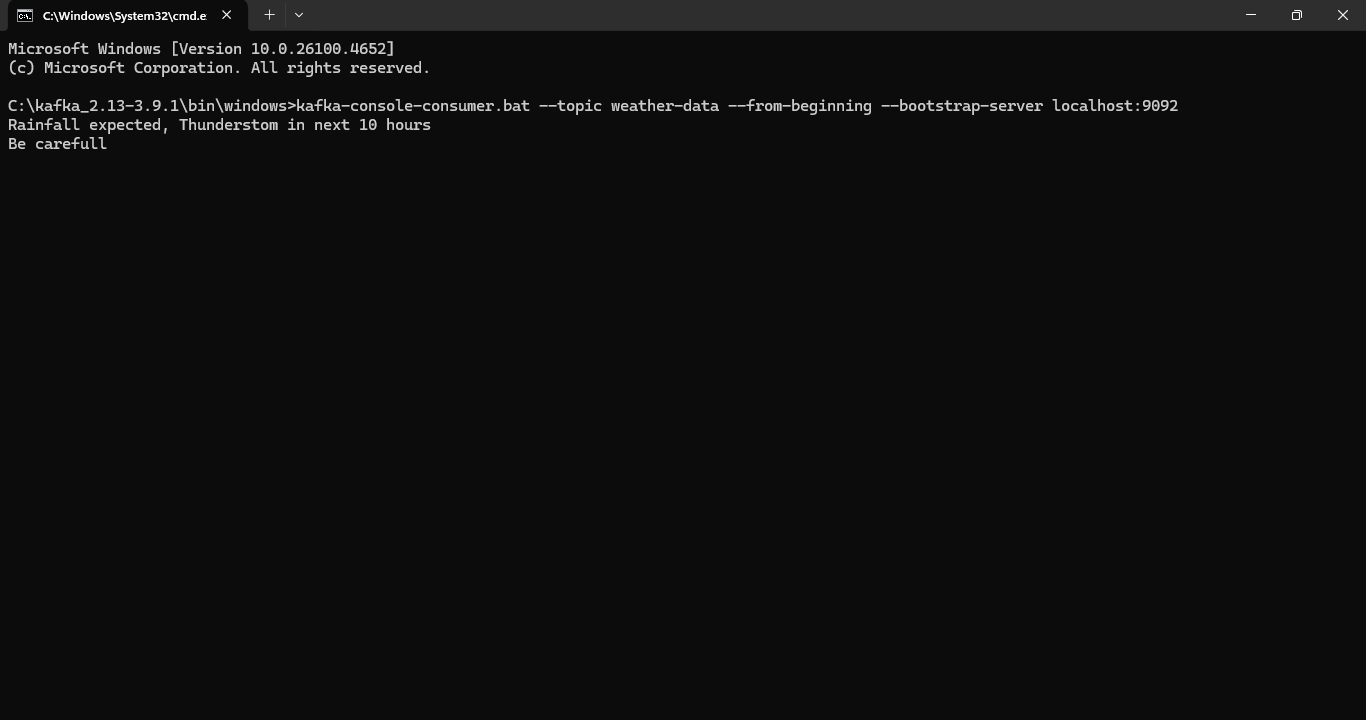 C:\Windows\System32\cmd.e
Microsoft Windows [Version 10.0.26100.4652]
(c) Microsoft Corporation. All rights reserved.
C:\kafka_2.13-3.9.1\bin\windows>kafka-console-consumer.bat --topic weather-data --from-beginning --bootstrap-server localhost:9092
Rainfall expected, Thunderstom in next 10 hours
Be carefull